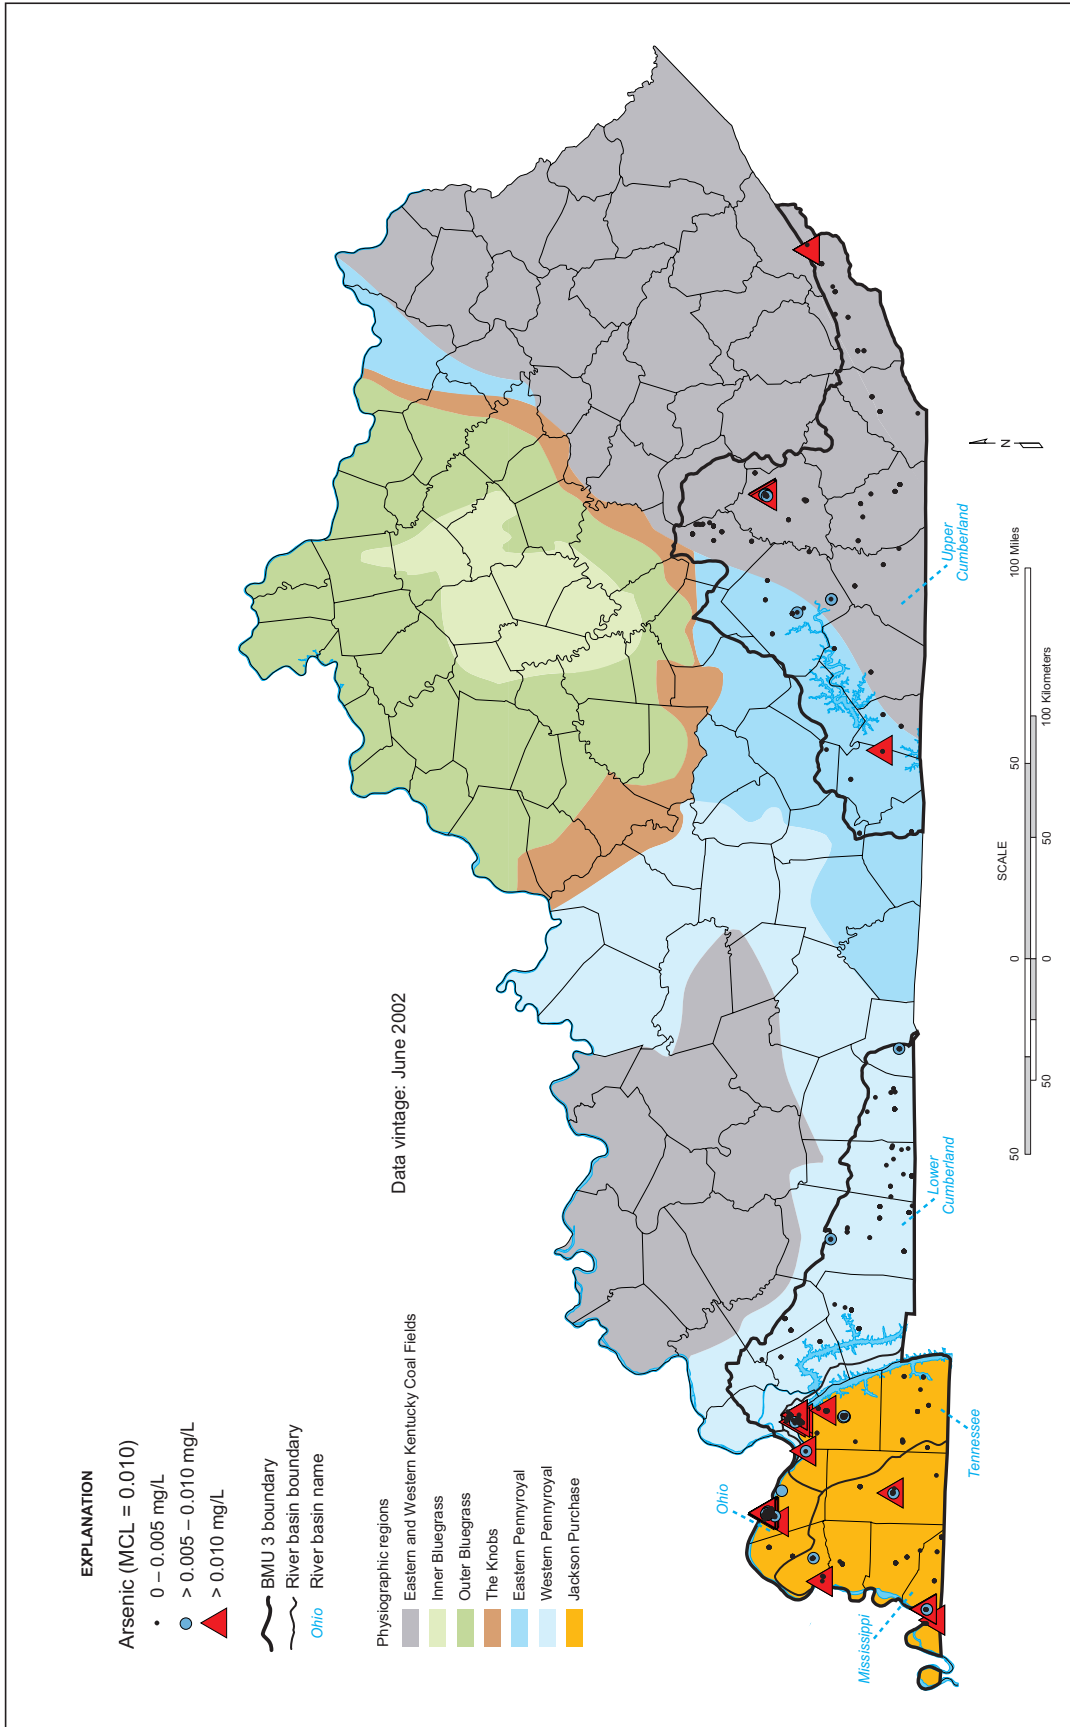 EXPLANATION
Arsenic (MCL = 0.010)
0 – 0.005 mg/L
> 0.005 – 0.010 mg/L
> 0.010 mg/L
BMU 3 boundary
River basin boundary
Ohio
River basin name
Physiographic regions
Eastern and Western Kentucky Coal Fields
Inner Bluegrass
Outer Bluegrass
The Knobs
Eastern Pennyroyal
Western Pennyroyal
Jackson Purchase
Data vintage: June 2002
Ohio
Mississippi
Tennessee
Lower
Cumberland
Upper
Cumberland
N
SCALE
50
0
50
100 Miles
50
0
50
100 Kilometers